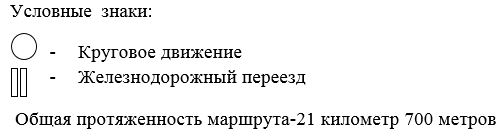 Условные знаки:
- Круговое движение
- Железнодорожный переезд
Общая протяженность маршрута-21 километр 700 метров